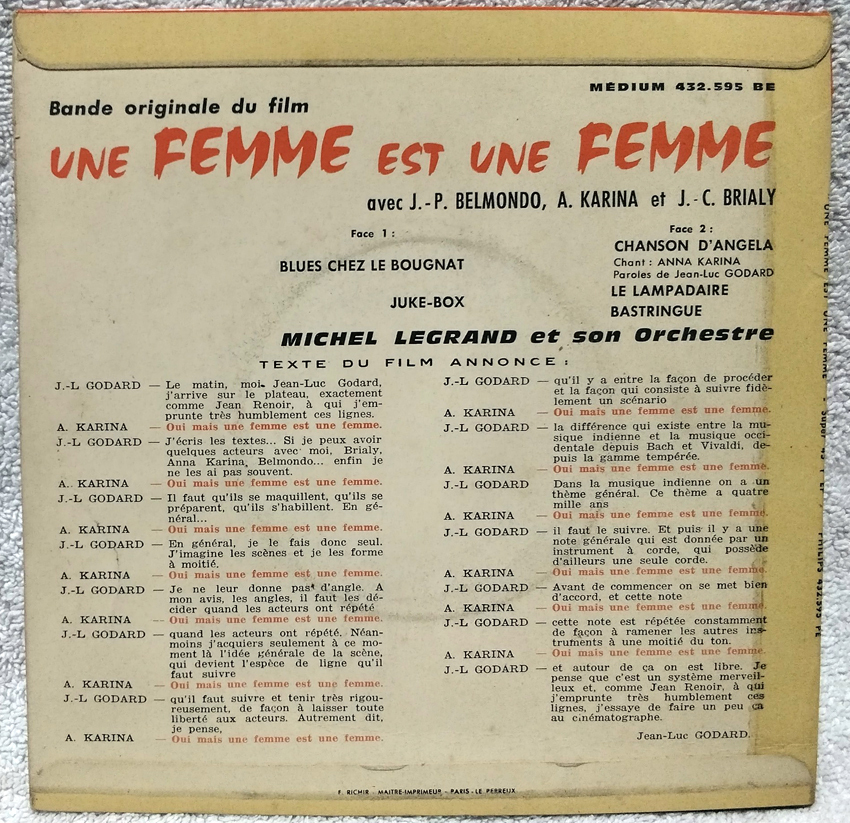 MÉDIUM 432.595 BE
Bande originale du film
UNE FEMME EST UNE FEMME
avec J.-P. BELMONDO, A. KARINA et J.-C. BRIALY
Face 1 :
BLUES CHEZ LE BOUGNAT
JUKE-BOX
Face 2 :
CHANSON D'ANGELA
Chant : ANNA KARINA
Paroles de Jean-Luc GODARD
LE LAMPADAIRE
BASTRINGUE
MICHEL LEGRAND et son Orchestre
TEXTE DU FILM ANNONCE :
J.-L GODARD — Le matin, moi, Jean-Luc Godard,
j'arrive sur le plateau, exactement
comme Jean Renoir, à qui j'em-
prunte très humblement ces lignes.
A. KARINA — Oui mais une femme est une femme.
J.-L GODARD — J'écris les textes... Si je peux avoir
quelques acteurs avec moi, Brialy,
Anna Karina, Belmondo... enfin je
ne les ai pas souvent.
A. KARINA — Oui mais une femme est une femme.
J.-L GODARD — Il faut qu'ils se maquillent, qu'ils se
préparent, qu'ils s'habillent. En gé-
néral...
A. KARINA — Oui mais une femme est une femme.
J.-L GODARD — En général, je le fais donc seul.
J'imagine les scènes et je les forme
à moitié.
A. KARINA — Oui mais une femme est une femme.
J.-L GODARD — Je ne leur donne pas d'angle. A
mon avis, les angles, il faut les dé-
cider quand les acteurs ont répété
A. KARINA — Oui mais une femme est une femme.
J.-L GODARD — quand les acteurs ont répété. Néan-
moins j'acquiers seulement à ce mo-
ment là l'idée générale de la scène,
qui devient l'espèce de ligne qu'il
faut suivre
A. KARINA — Oui mais une femme est une femme.
J.-L GODARD — qu'il faut suivre et tenir très rigou-
reusement, de façon à laisser toute
liberté aux acteurs. Autrement dit,
je pense,
A. KARINA — Oui mais une femme est une femme.
J.-L GODARD — qu'il y a entre la façon de procéder
et la façon qui consiste à suivre fidè-
lement un scénario
A. KARINA — Oui mais une femme est une femme.
J.-L GODARD — la différence qui existe entre la mu-
sique indienne et la musique occi-
dentale depuis Bach et Vivaldi, de-
puis la gamme tempérée.
A. KARINA — Oui mais une femme est une femme.
J.-L GODARD Dans la musique indienne on a un
thème général. Ce thème a quatre
mille ans
A. KARINA — Oui mais une femme est une femme.
J.-L GODARD — il faut le suivre. Et puis il y a une
note générale qui est donnée par un
instrument à corde, qui possède
d'ailleurs une seule corde.
A. KARINA — Oui mais une femme est une femme.
J.-L GODARD — Avant de commencer on se met bien
d'accord, et cette note
A. KARINA — Oui mais une femme est une femme.
J.-L GODARD — cette note est répétée constamment
de façon à ramener les autres ins-
truments à une moitié du ton.
A. KARINA — Oui mais une femme est une femme.
J.-L GODARD — et autour de ça on est libre. Je
pense que c'est un système merveil-
leux et, comme Jean Renoir, à qui
j'emprunte très humblement ces
lignes, j'essaye de faire un peu ça
au cinématographe.
Jean-Luc GODARD.
F. RICHIR - MAITRE-IMPRIMEUR - PARIS - LE PERREUX
UNE FEMME EST UNE FEMME
432.595